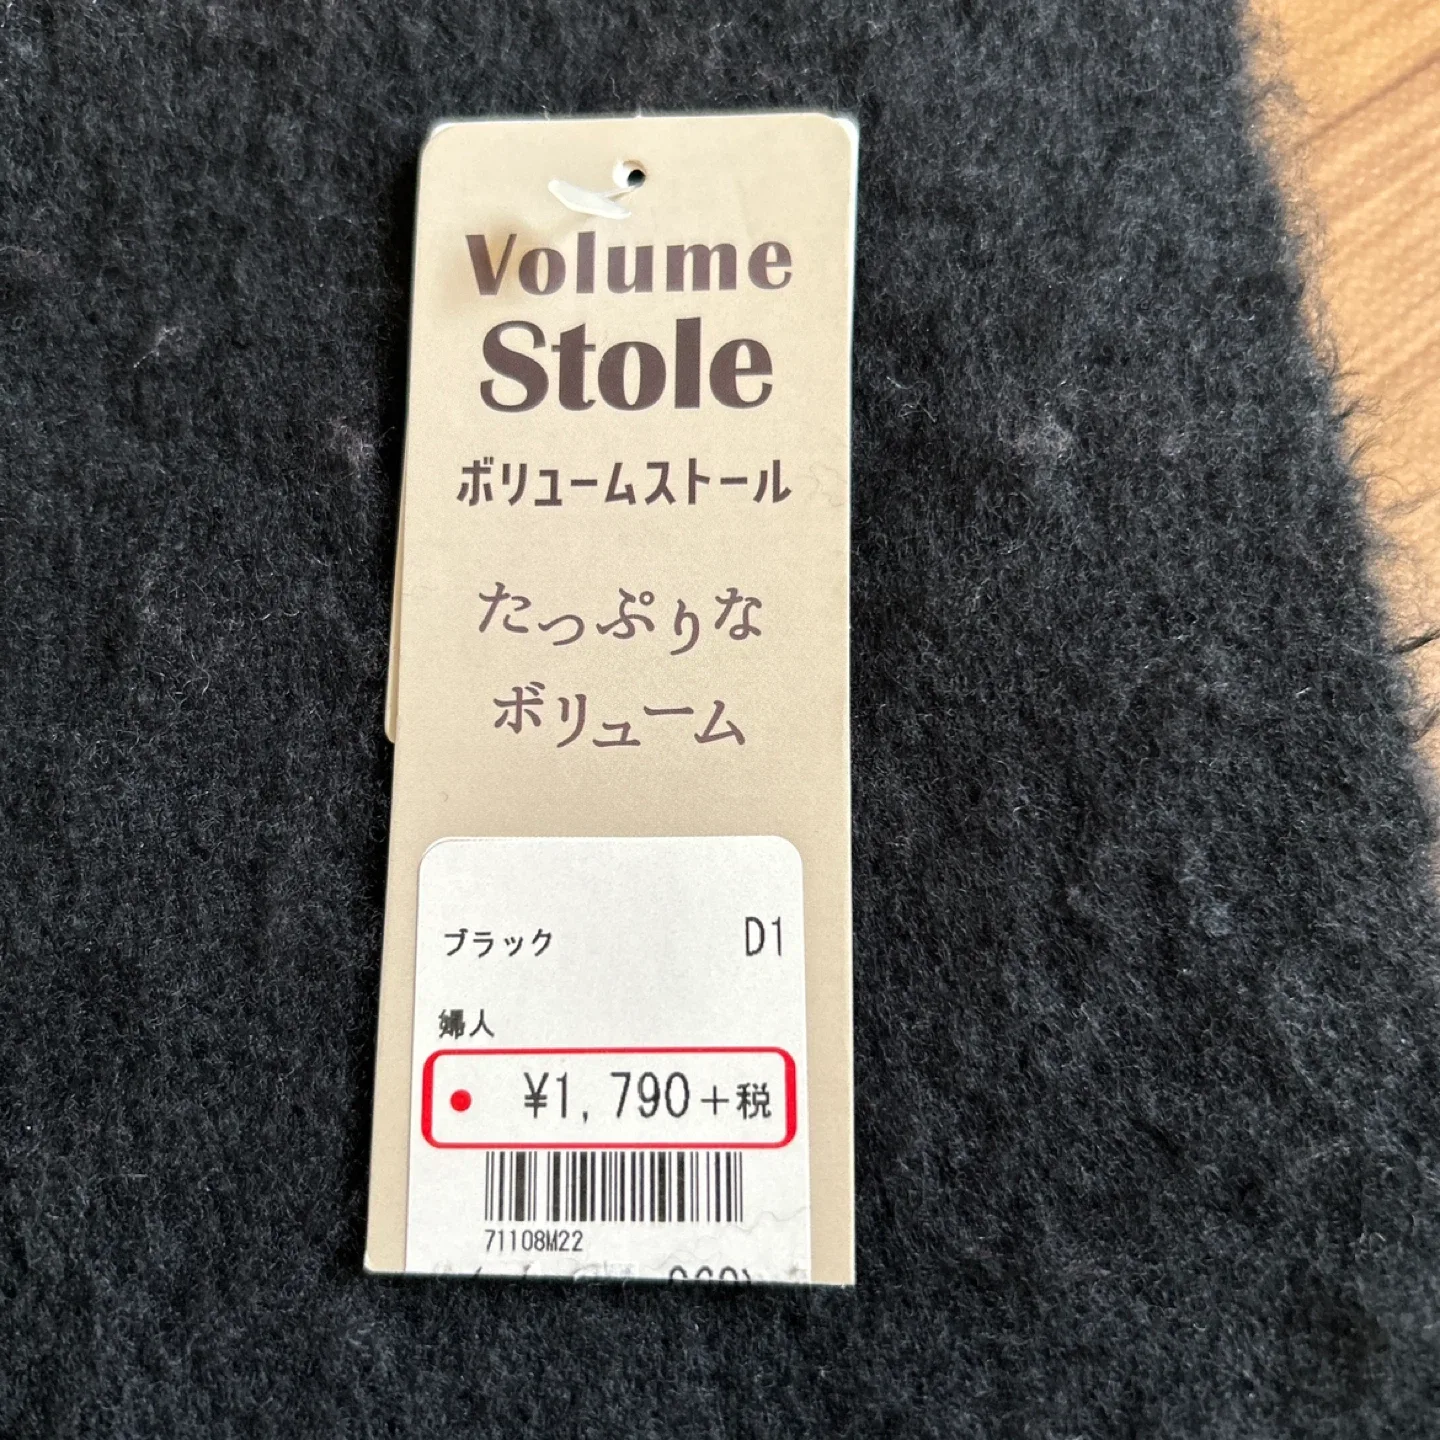 Volume
Stole
ボリュームストール
たっぷりな
ボリューム
ブラック D1
婦人
¥1,790+税
71108M22